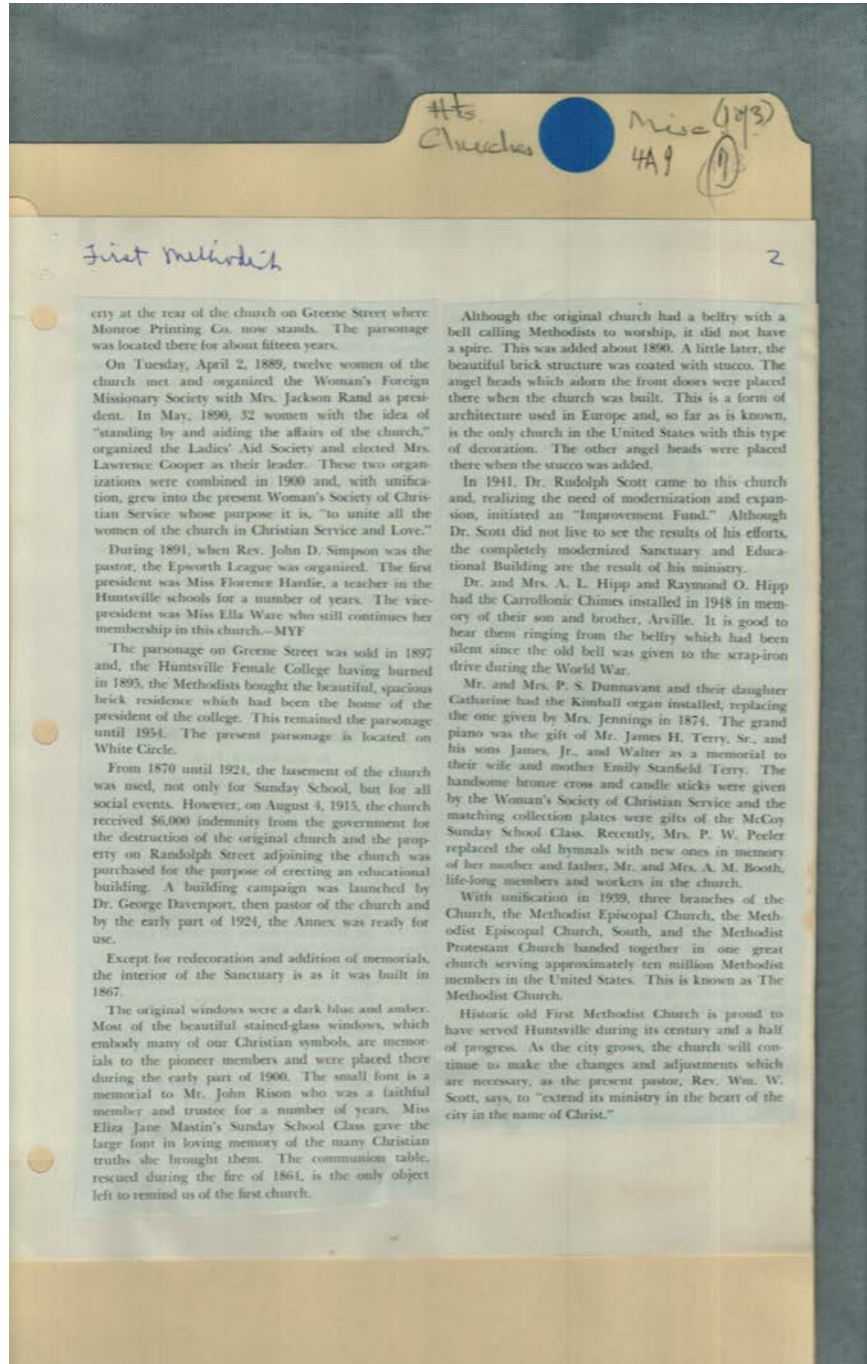 Hts.
Churches
Misc (1 of 3)
4A9
First Methodist
2
erty at the rear of the church on Greene Street where
Monroe Printing Co. now stands. The parsonage
was located there for about fifteen years.
On Tuesday, April 2, 1889, twelve women of the
church met and organized the Woman's Foreign
Missionary Society with Mrs. Jackson Rand as presi-
dent. In May, 1890, 32 women with the idea of
"standing by and aiding the affairs of the church,"
organized the Ladies' Aid Society and elected Mrs.
Lawrence Cooper as their leader. These two organ-
izations were combined in 1900 and, with unifica-
tion, grew into the present Woman's Society of Chris-
tian Service whose purpose it is, "to unite all the
women of the church in Christian Service and Love."
During 1891, when Rev. John D. Simpson was the
pastor, the Epworth League was organized. The first
president was Miss Florence Hardie, a teacher in the
Huntsville schools for a number of years. The vice-
president was Miss Ella Ware who still continues her
membership in this church.—MYF
The parsonage on Greene Street was sold in 1897
and, the Huntsville Female College having burned
in 1895, the Methodists bought the beautiful, spacious
brick residence which had been the home of the
president of the college. This remained the parsonage
until 1954. The present parsonage is located on
White Circle.
From 1870 until 1924, the basement of the church
was used, not only for Sunday School, but for all
social events. However, on August 4, 1915, the church
received $6,000 indemnity from the government for
the destruction of the original church and the prop-
erty on Randolph Street adjoining the church was
purchased for the purpose of erecting an educational
building. A building campaign was launched by
Dr. George Davenport, then pastor of the church and
by the early part of 1924, the Annex was ready for
use.
Except for redecoration and addition of memorials,
the interior of the Sanctuary is as it was built in
1867.
The original windows were a dark blue and amber.
Most of the beautiful stained-glass windows, which
embody many of our Christian symbols, are memor-
ials to the pioneer members and were placed there
during the early part of 1900. The small font is a
memorial to Mr. John Rison who was a faithful
member and trustee for a number of years. Miss
Eliza Jane Mastin's Sunday School Class gave the
large font in loving memory of the many Christian
truths she brought them. The communion table,
rescued during the fire of 1864, is the only object
left to remind us of the first church.
Although the original church had a belfry with a
bell calling Methodists to worship, it did not have
a spire. This was added about 1890. A little later, the
beautiful brick structure was coated with stucco. The
angel heads which adorn the front doors were placed
there when the church was built. This is a form of
architecture used in Europe and, so far as is known,
is the only church in the United States with this type
of decoration. The other angel heads were placed
there when the stucco was added.
In 1941, Dr. Rudolph Scott came to this church
and, realizing the need of modernization and expan-
sion, initiated an "Improvement Fund." Although
Dr. Scott did not live to see the results of his efforts,
the completely modernized Sanctuary and Educa-
tional Building are the result of his ministry.
Dr. and Mrs. A. L. Hipp and Raymond O. Hipp
had the Carrollonic Chimes installed in 1948 in mem-
ory of their son and brother, Arville. It is good to
hear them ringing from the belfry which had been
silent since the old bell was given to the scrap-iron
drive during the World War.
Mr. and Mrs. P. S. Dunnavant and their daughter
Catharine had the Kimball organ installed, replacing
the one given by Mrs. Jennings in 1874. The grand
piano was the gift of Mr. James H. Terry, Sr., and
his sons James, Jr., and Walter as a memorial to
their wife and mother Emily Stanfield Terry. The
handsome bronze cross and candle sticks were given
by the Woman's Society of Christian Service and the
matching collection plates were gifts of the McCoy
Sunday School Class. Recently, Mrs. P. W. Peeler
replaced the old hymnals with new ones in memory
of her mother and father, Mr. and Mrs. A. M. Booth,
life-long members and workers in the church.
With unification in 1939, three branches of the
Church, the Methodist Episcopal Church, the Meth-
odist Episcopal Church, South, and the Methodist
Protestant Church banded together in one great
church serving approximately ten million Methodist
members in the United States. This is known as The
Methodist Church.
Historic old First Methodist Church is proud to
have served Huntsville during its century and a half
of progress. As the city grows, the church will con-
tinue to make the changes and adjustments which
are necessary, as the present pastor, Rev. Wm. W.
Scott, says, to "extend its ministry in the heart of the
city in the name of Christ."